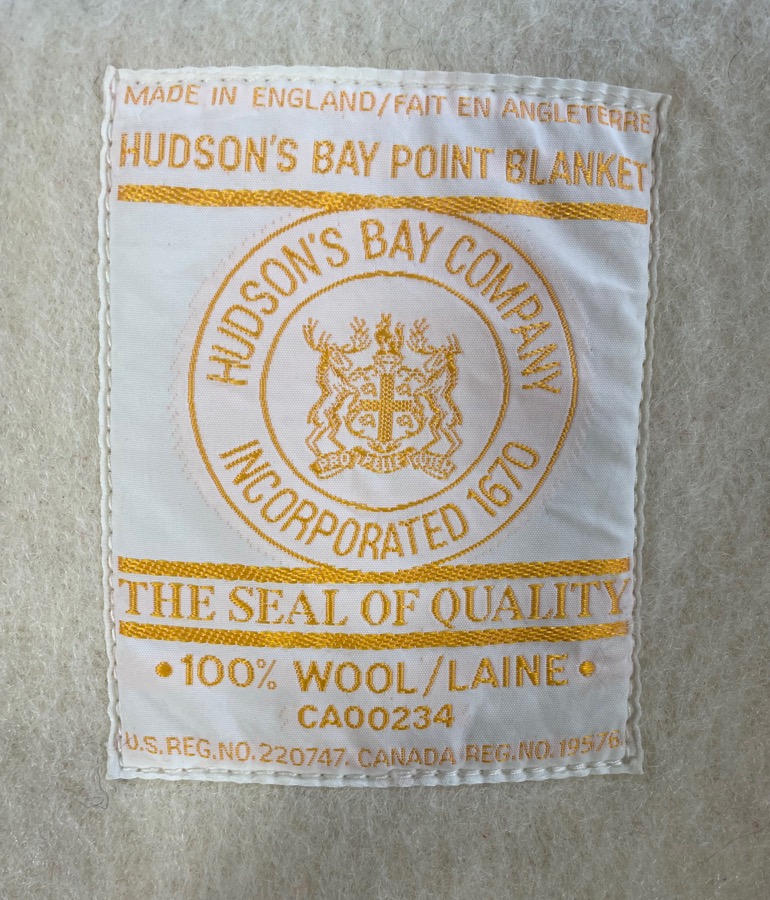 MADE IN ENGLAND/FAIT EN ANGLETERRE
HUDSON'S BAY POINT BLANKET
HUDSON'S BAY COMPANY
INCORPORATED 1670
THE SEAL OF QUALITY
•100% WOOL/LAINE•
CA00234
U.S.REG.NO.220747. CANADA REG.NO.19576.